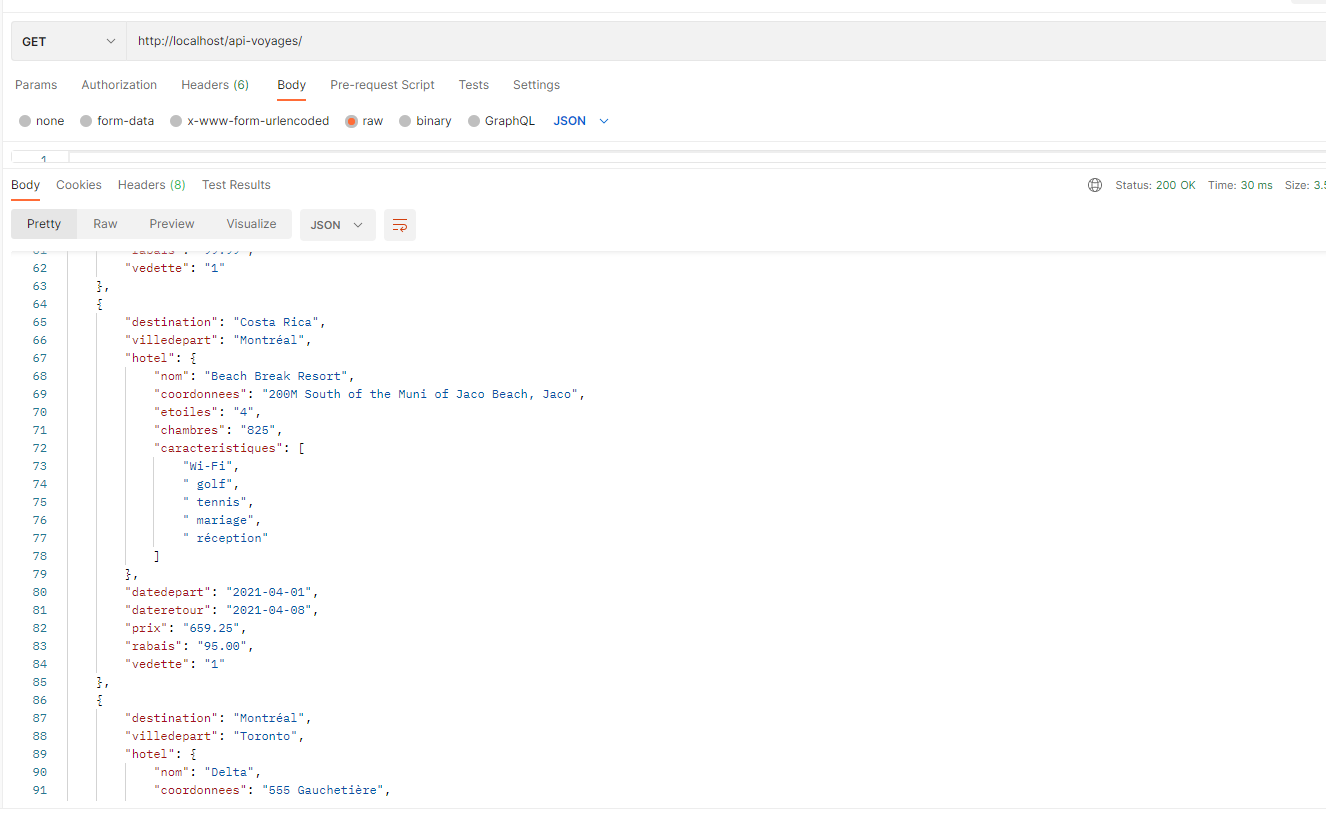 GET http://localhost/api-voyages/
Params Authorization Headers (6) Body Pre-request Script Tests Settings
none form-data x-www-form-urlencoded raw binary GraphQL JSON
1
Body Cookies Headers (8) Test Results Status: 200 OK Time: 30 ms Size: 3.5
Pretty Raw Preview Visualize JSON
61 "rabais": "99.99",
62 "vedette": "1"
63 },
64 {
65 "destination": "Costa Rica",
66 "villedepart": "Montréal",
67 "hotel": {
68 "nom": "Beach Break Resort",
69 "coordonnees": "200M South of the Muni of Jaco Beach, Jaco",
70 "etoiles": "4",
71 "chambres": "825",
72 "caracteristiques": [
73 "Wi-Fi",
74 " golf",
75 " tennis",
76 " mariage",
77 " réception"
78 ]
79 },
80 "datedepart": "2021-04-01",
81 "dateretour": "2021-04-08",
82 "prix": "659.25",
83 "rabais": "95.00",
84 "vedette": "1"
85 },
86 {
87 "destination": "Montréal",
88 "villedepart": "Toronto",
89 "hotel": {
90 "nom": "Delta",
91 "coordonnees": "555 Gauchetière",